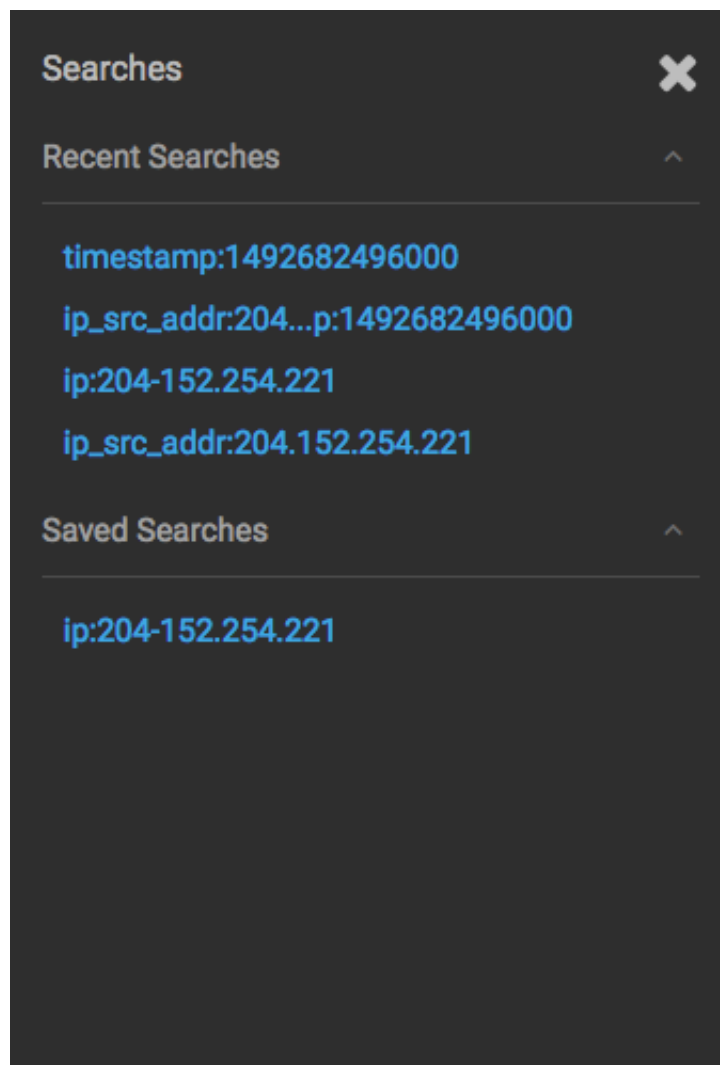 Searches
Recent Searches
timestamp:1492682496000
ip_src_addr:204...p:1492682496000
ip:204-152.254.221
ip_src_addr:204.152.254.221
Saved Searches
ip:204-152.254.221